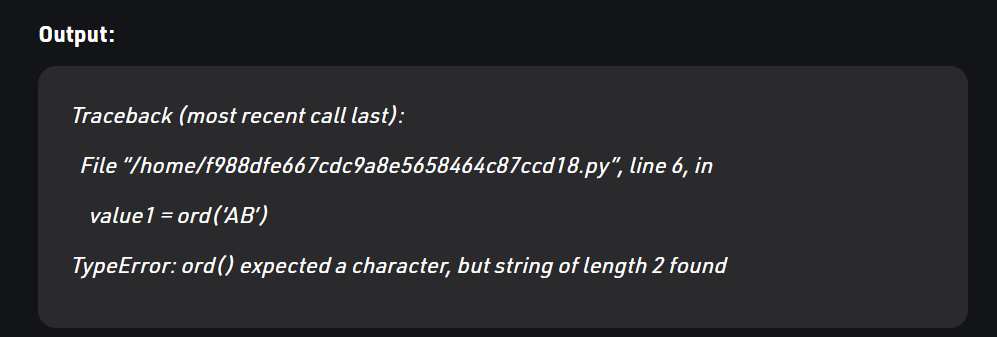 Output:
Traceback (most recent call last):
File “/home/f988dfe667cdc9a8e5658464c87ccd18.py”, line 6, in
value1 = ord(‘AB’)
TypeError: ord() expected a character, but string of length 2 found